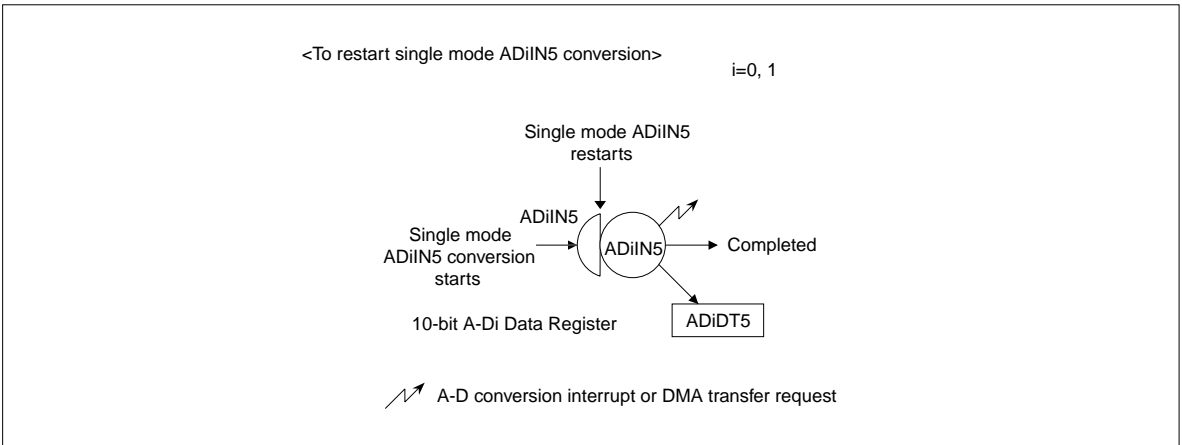 <To restart single mode ADiIN5 conversion>
i=0, 1
Single mode ADiIN5
restarts
ADiIN5
Single mode
ADiIN5 conversion
starts
ADiIN5
Completed
10-bit A-Di Data Register
ADiDT5
A-D conversion interrupt or DMA transfer request